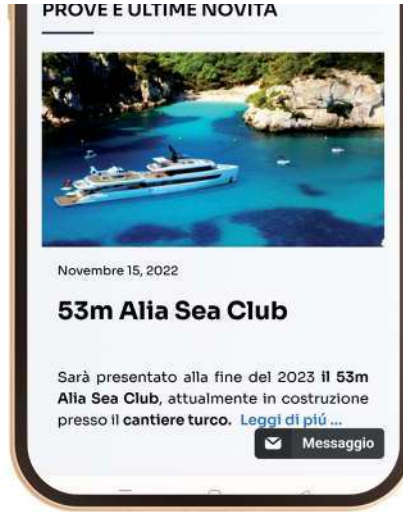 PROVE E ULTIME NOVITÀ
Novembre 15, 2022
53m Alia Sea Club
Sarà presentato alla fine del 2023 il 53m
Alia Sea Club, attualmente in costruzione
presso il cantiere turco. Leggi di piú ...
Messaggio